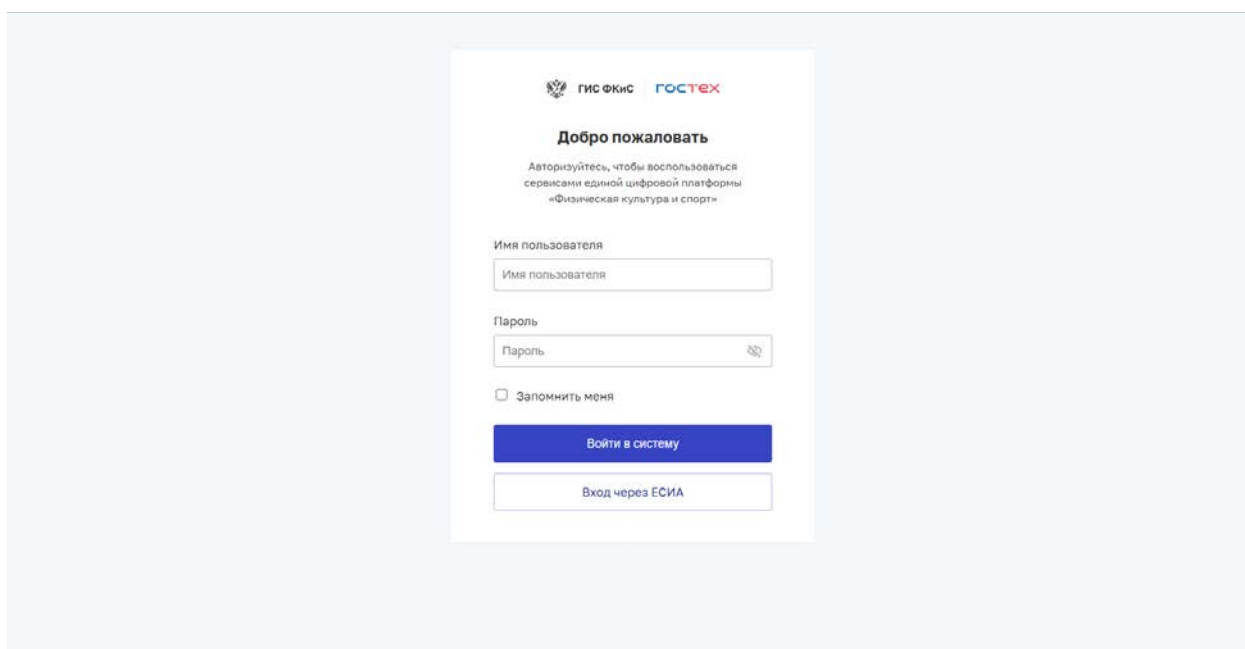 ГИС ФКиС гостех
Добро пожаловать
Авторизуйтесь, чтобы воспользоваться
сервисами единой цифровой платформы
«Физическая культура и спорт»
Имя пользователя
Имя пользователя
Пароль
Пароль
Запомнить меня
Войти в систему
Вход через ЕСИА